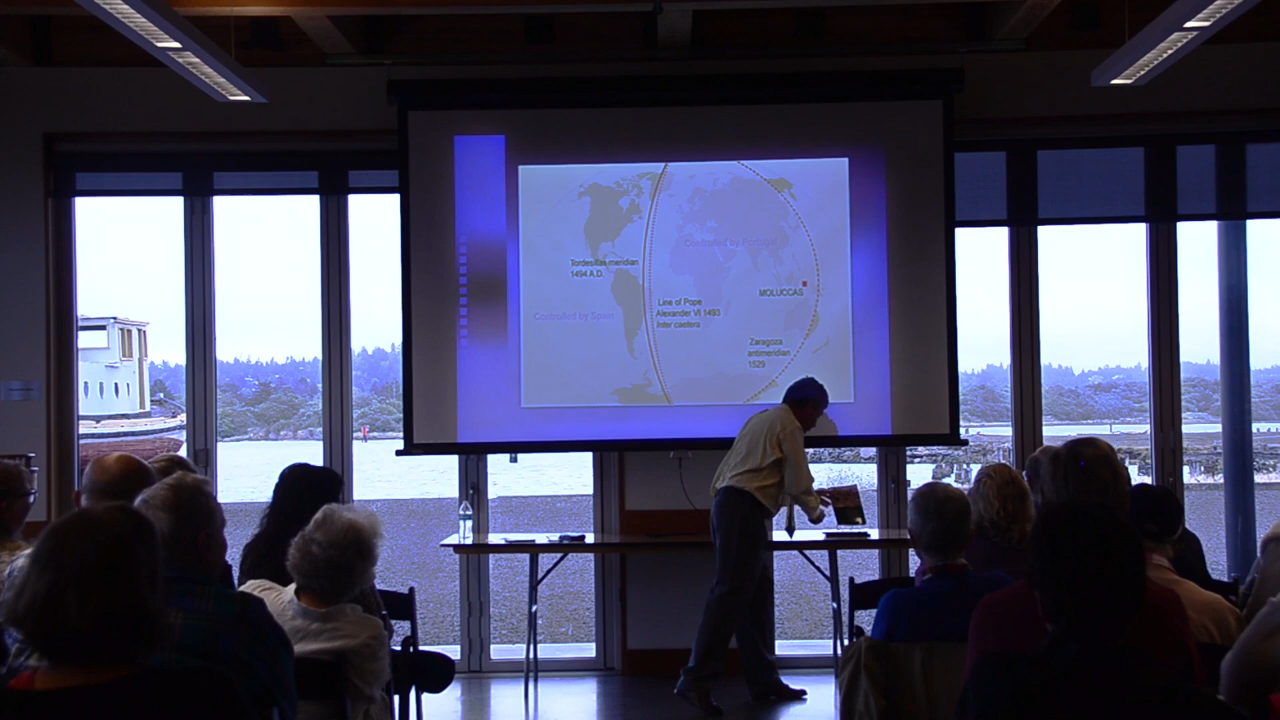 Controlled by Portugal
Tordesillas meridian
1494 A.D.
MOLUCCAS
Line of Pope
Alexander VI 1493
Inter caetera
Controlled by Spain
Zaragoza
antimeridian
1529